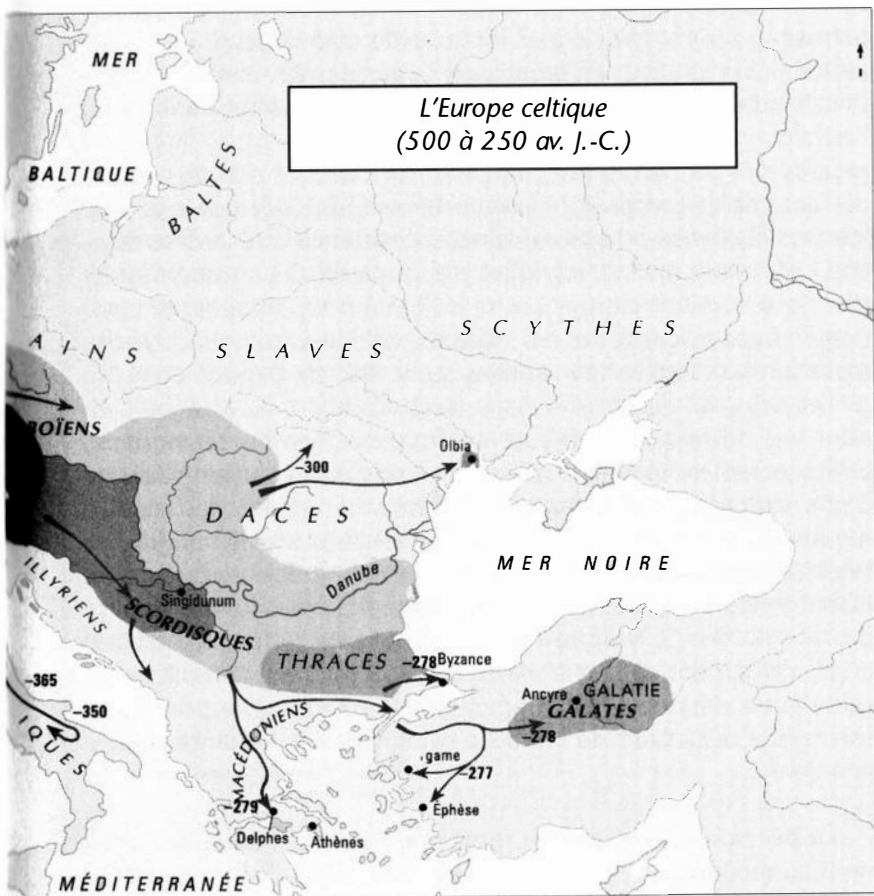 MER
L'Europe celtique
(500 à 250 av. J.-C.)
BALTIQUE
BALTES
SCYTHES
AINS
SLAVES
BOÏENS
–300
Olbia
DACES
MER NOIRE
Danube
ILLYRIENS
Singidunum
SCORDISQUES
THRACES
–278
Byzance
–365
Ancyre
GALATIE
GALATES
–350
–278
IQUES
MACÉDONIENS
game
–277
–279
Éphèse
Delphes
Athènes
MÉDITERRANÉE